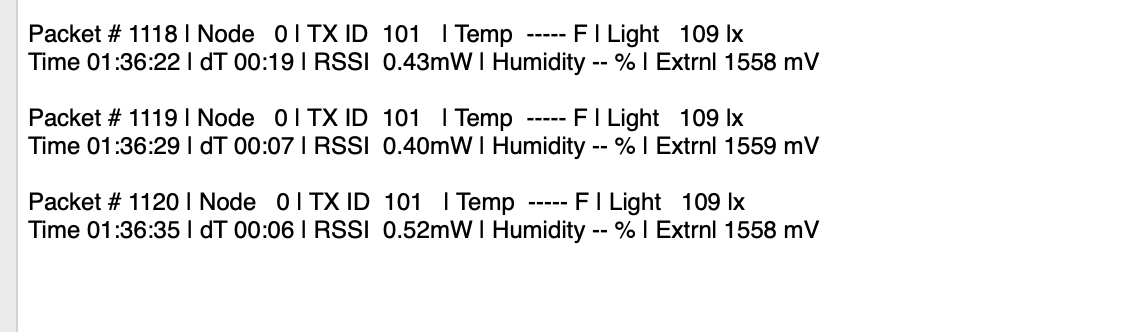 Packet # 1118 | Node   0 | TX ID  101   | Temp  ----- F | Light   109 lx
Time 01:36:22 | dT 00:19 | RSSI  0.43mW | Humidity -- % | Extrnl 1558 mV
Packet # 1119 | Node   0 | TX ID  101   | Temp  ----- F | Light   109 lx
Time 01:36:29 | dT 00:07 | RSSI  0.40mW | Humidity -- % | Extrnl 1559 mV
Packet # 1120 | Node   0 | TX ID  101   | Temp  ----- F | Light   109 lx
Time 01:36:35 | dT 00:06 | RSSI  0.52mW | Humidity -- % | Extrnl 1558 mV